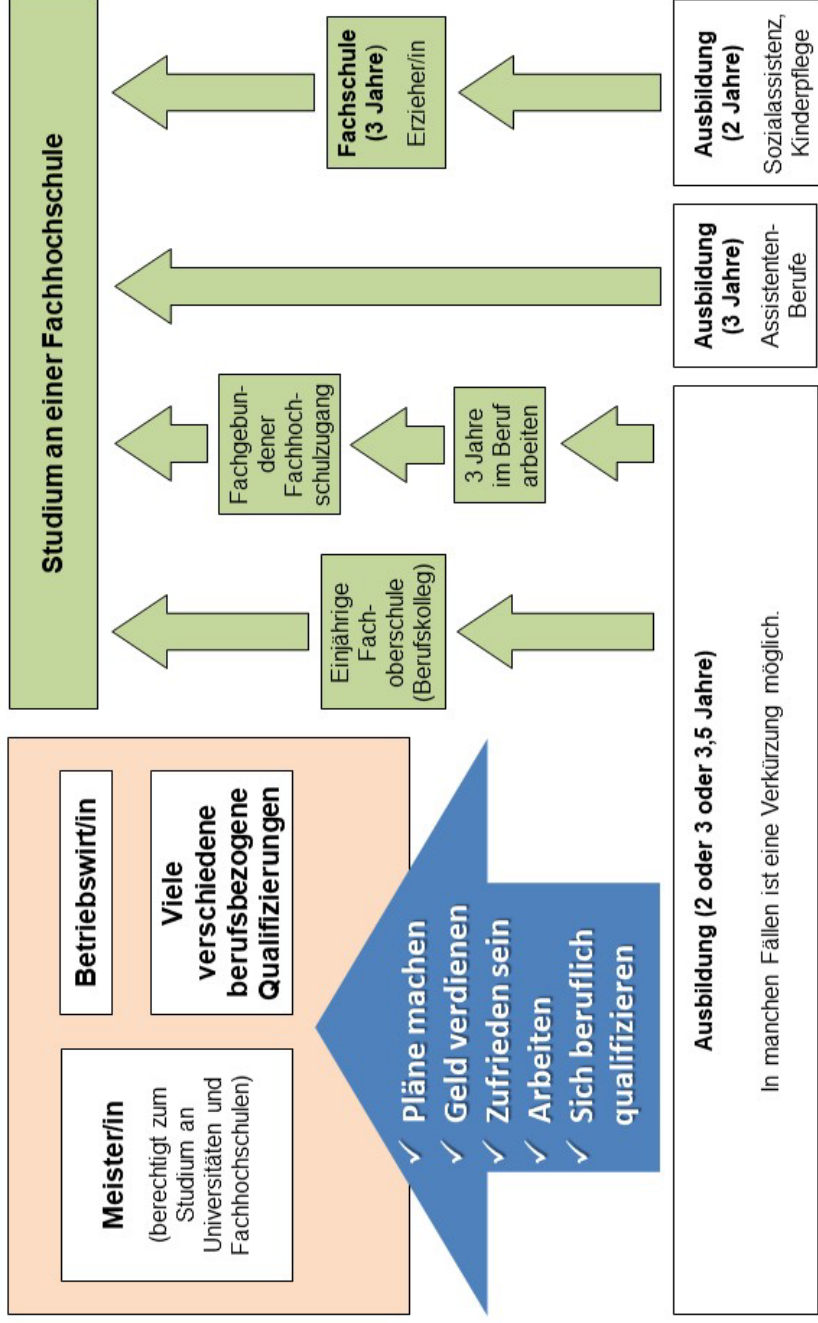 Meister/in
(berechtigt zum
Studium an
Universitäten und
Fachhochschulen)
Betriebswirt/in
Viele
verschiedene
berufsbezogene
Qualifizierungen
✓ Pläne machen
✓ Geld verdienen
✓ Zufrieden sein
✓ Arbeiten
✓ Sich beruflich
qualifizieren
Studium an einer Fachhochschule
Einjährige
Fach-
oberschule
(Berufskolleg)
Fachgebun-
dener
Fachhoch-
schulzugang
3 Jahre
im Beruf
arbeiten
Fachschule
(3 Jahre)
Erzieher/in
Ausbildung (2 oder 3 oder 3,5 Jahre)
In manchen Fällen ist eine Verkürzung möglich.
Ausbildung
(3 Jahre)
Assistenten-
Berufe
Ausbildung
(2 Jahre)
Sozialassistenz,
Kinderpflege